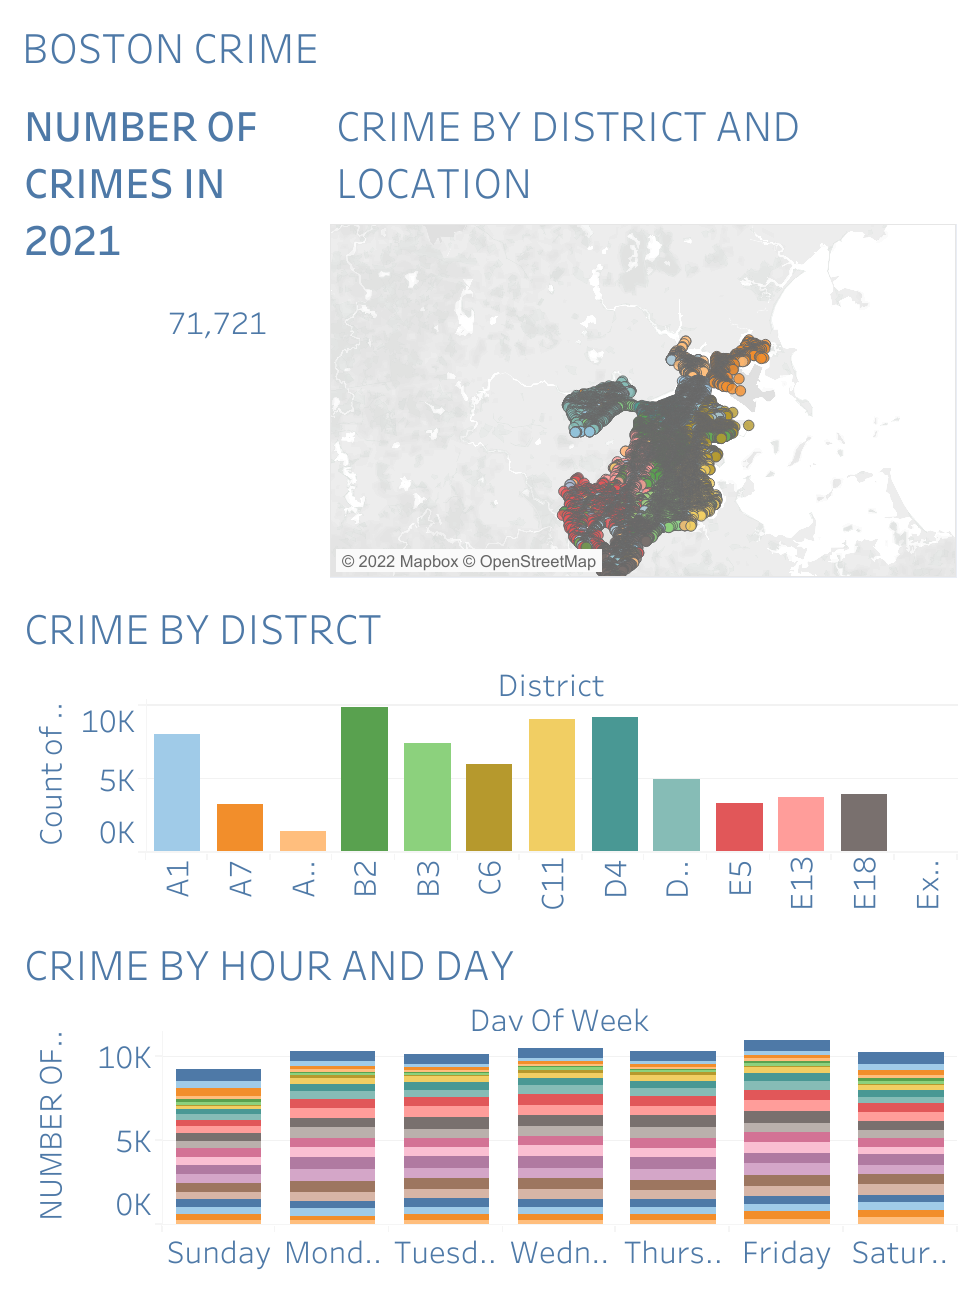 BOSTON CRIME
NUMBER OF
CRIMES IN
2021
71,721
CRIME BY DISTRICT AND
LOCATION
© 2022 Mapbox © OpenStreetMap
CRIME BY DISTRCT
District
Count of ..
10K
5K
0K
A1 A7 A.. B2 B3 C6 C11 D4 D.. E5 E13 E18 Ex..
CRIME BY HOUR AND DAY
Day Of Week
NUMBER OF..
10K
5K
0K
Sunday Mond.. Tuesd.. Wedn.. Thurs.. Friday Satur..